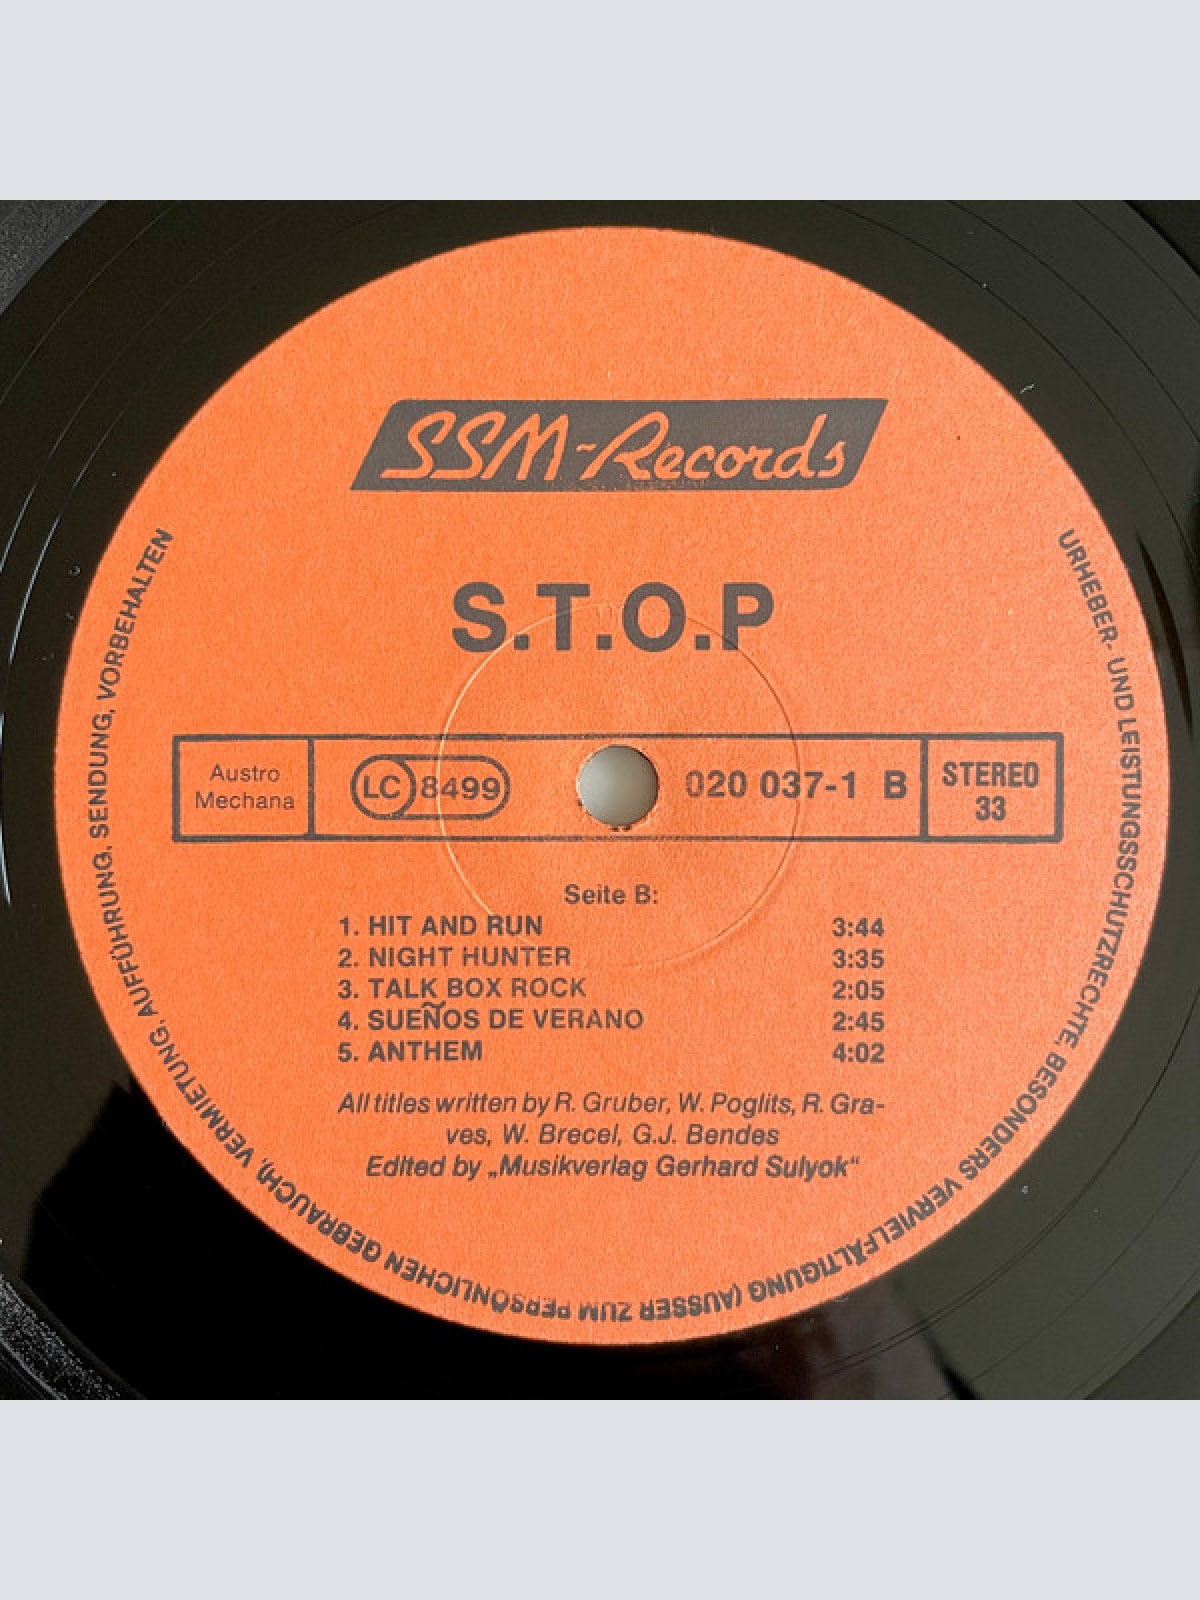 SSM-Records
S.T.O.P
Austro
Mechana
LC 8499
020 037-1 B
STEREO
33
Seite B:
1. HIT AND RUN 3:44
2. NIGHT HUNTER 3:35
3. TALK BOX ROCK 2:05
4. SUEÑOS DE VERANO 2:45
5. ANTHEM 4:02
All titles written by R. Gruber, W. Poglits, R. Gra-
ves, W. Brecel, G.J. Bendes
Edited by „Musikverlag Gerhard Sulyok“
URHEBER- UND LEISTUNGSSCHUTZRECHTE, BESONDERS VERVIELFÄLTIGUNG (AUSSER ZUM PERSÖNLICHEN GEBRAUCH), VERMIETUNG, AUFFÜHRUNG, SENDUNG, VORBEHALTEN